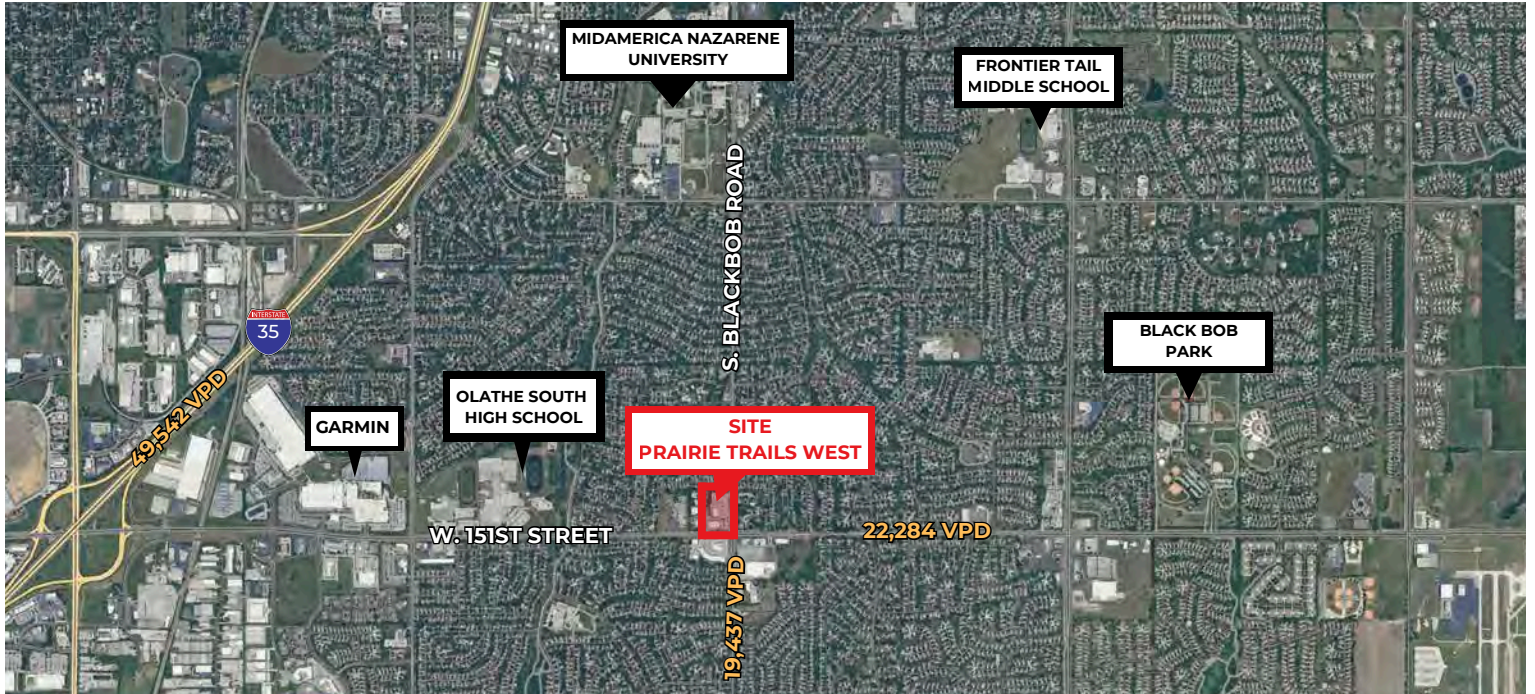 MIDAMERICA NAZARENE
UNIVERSITY
FRONTIER TAIL
MIDDLE SCHOOL
S. BLACKBOB ROAD
INTERSTATE
35
49,542 VPD
BLACK BOB
PARK
OLATHE SOUTH
HIGH SCHOOL
GARMIN
SITE
PRAIRIE TRAILS WEST
W. 151ST STREET
22,284 VPD
19,437 VPD